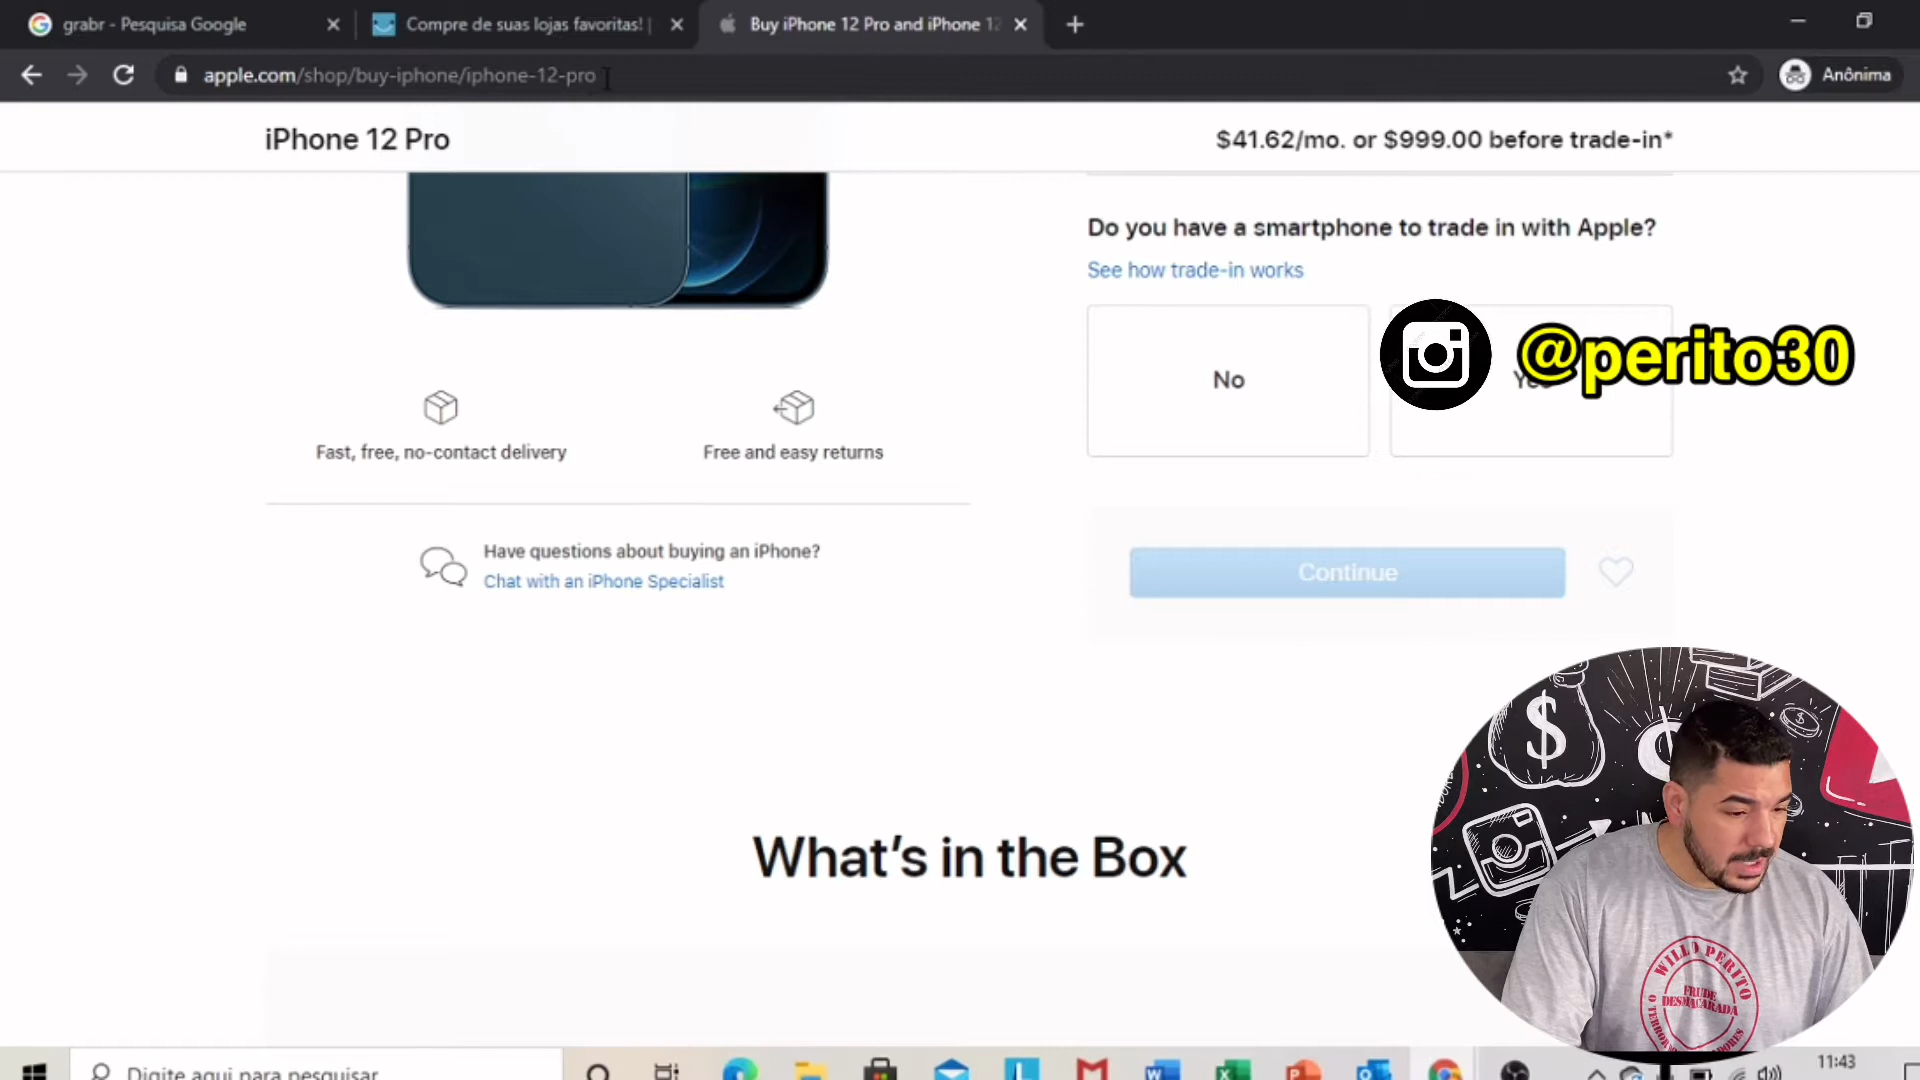 grabr - Pesquisa Google
Compre de suas lojas favoritas! |
Buy iPhone 12 Pro and iPhone 12
apple.com/shop/buy-iphone/iphone-12-pro
Anônima
iPhone 12 Pro
$41.62/mo. or $999.00 before trade-in*
Do you have a smartphone to trade in with Apple?
See how trade-in works
No
@perito30
Fast, free, no-contact delivery
Free and easy returns
Have questions about buying an iPhone?
Chat with an iPhone Specialist
Continue
What's in the Box
WILLO PERITO
FRUDE
DESMACARADA
Digite aqui para pesquisar
11:43